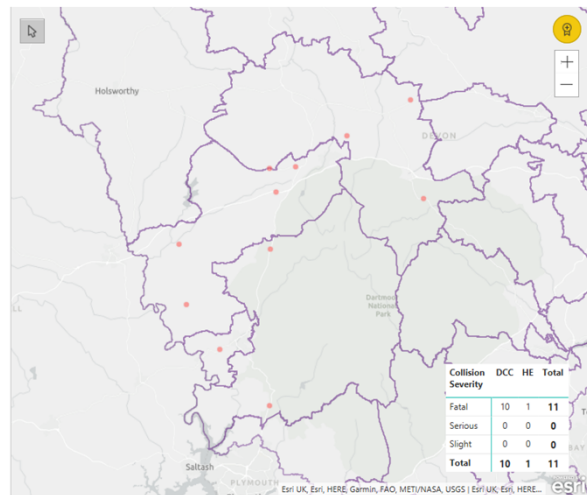 Holsworthy
DEVON
Dartmoor
National
Park
Collision Severity DCC HE Total
Fatal 10 1 11
Serious 0 0 0
Slight 0 0 0
Total 10 1 11
Saltash
PLYMOUTH
Esri UK, Esri, HERE, Garmin, FAO, METI/NASA, USGS | Esri UK, Esri, HERE...
esri